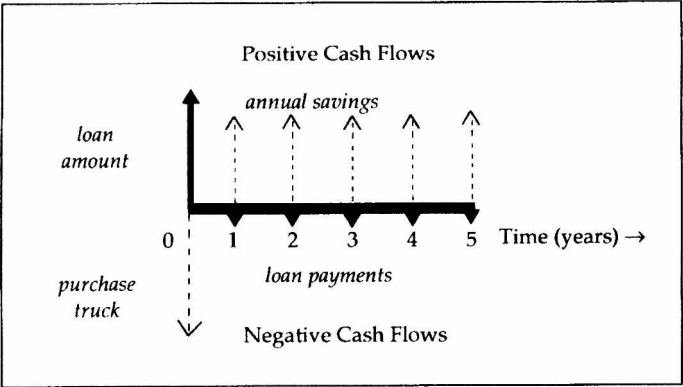 Positive Cash Flows
annual savings
loan
amount
0 1 2 3 4 5 Time (years) →
loan payments
purchase
truck
Negative Cash Flows